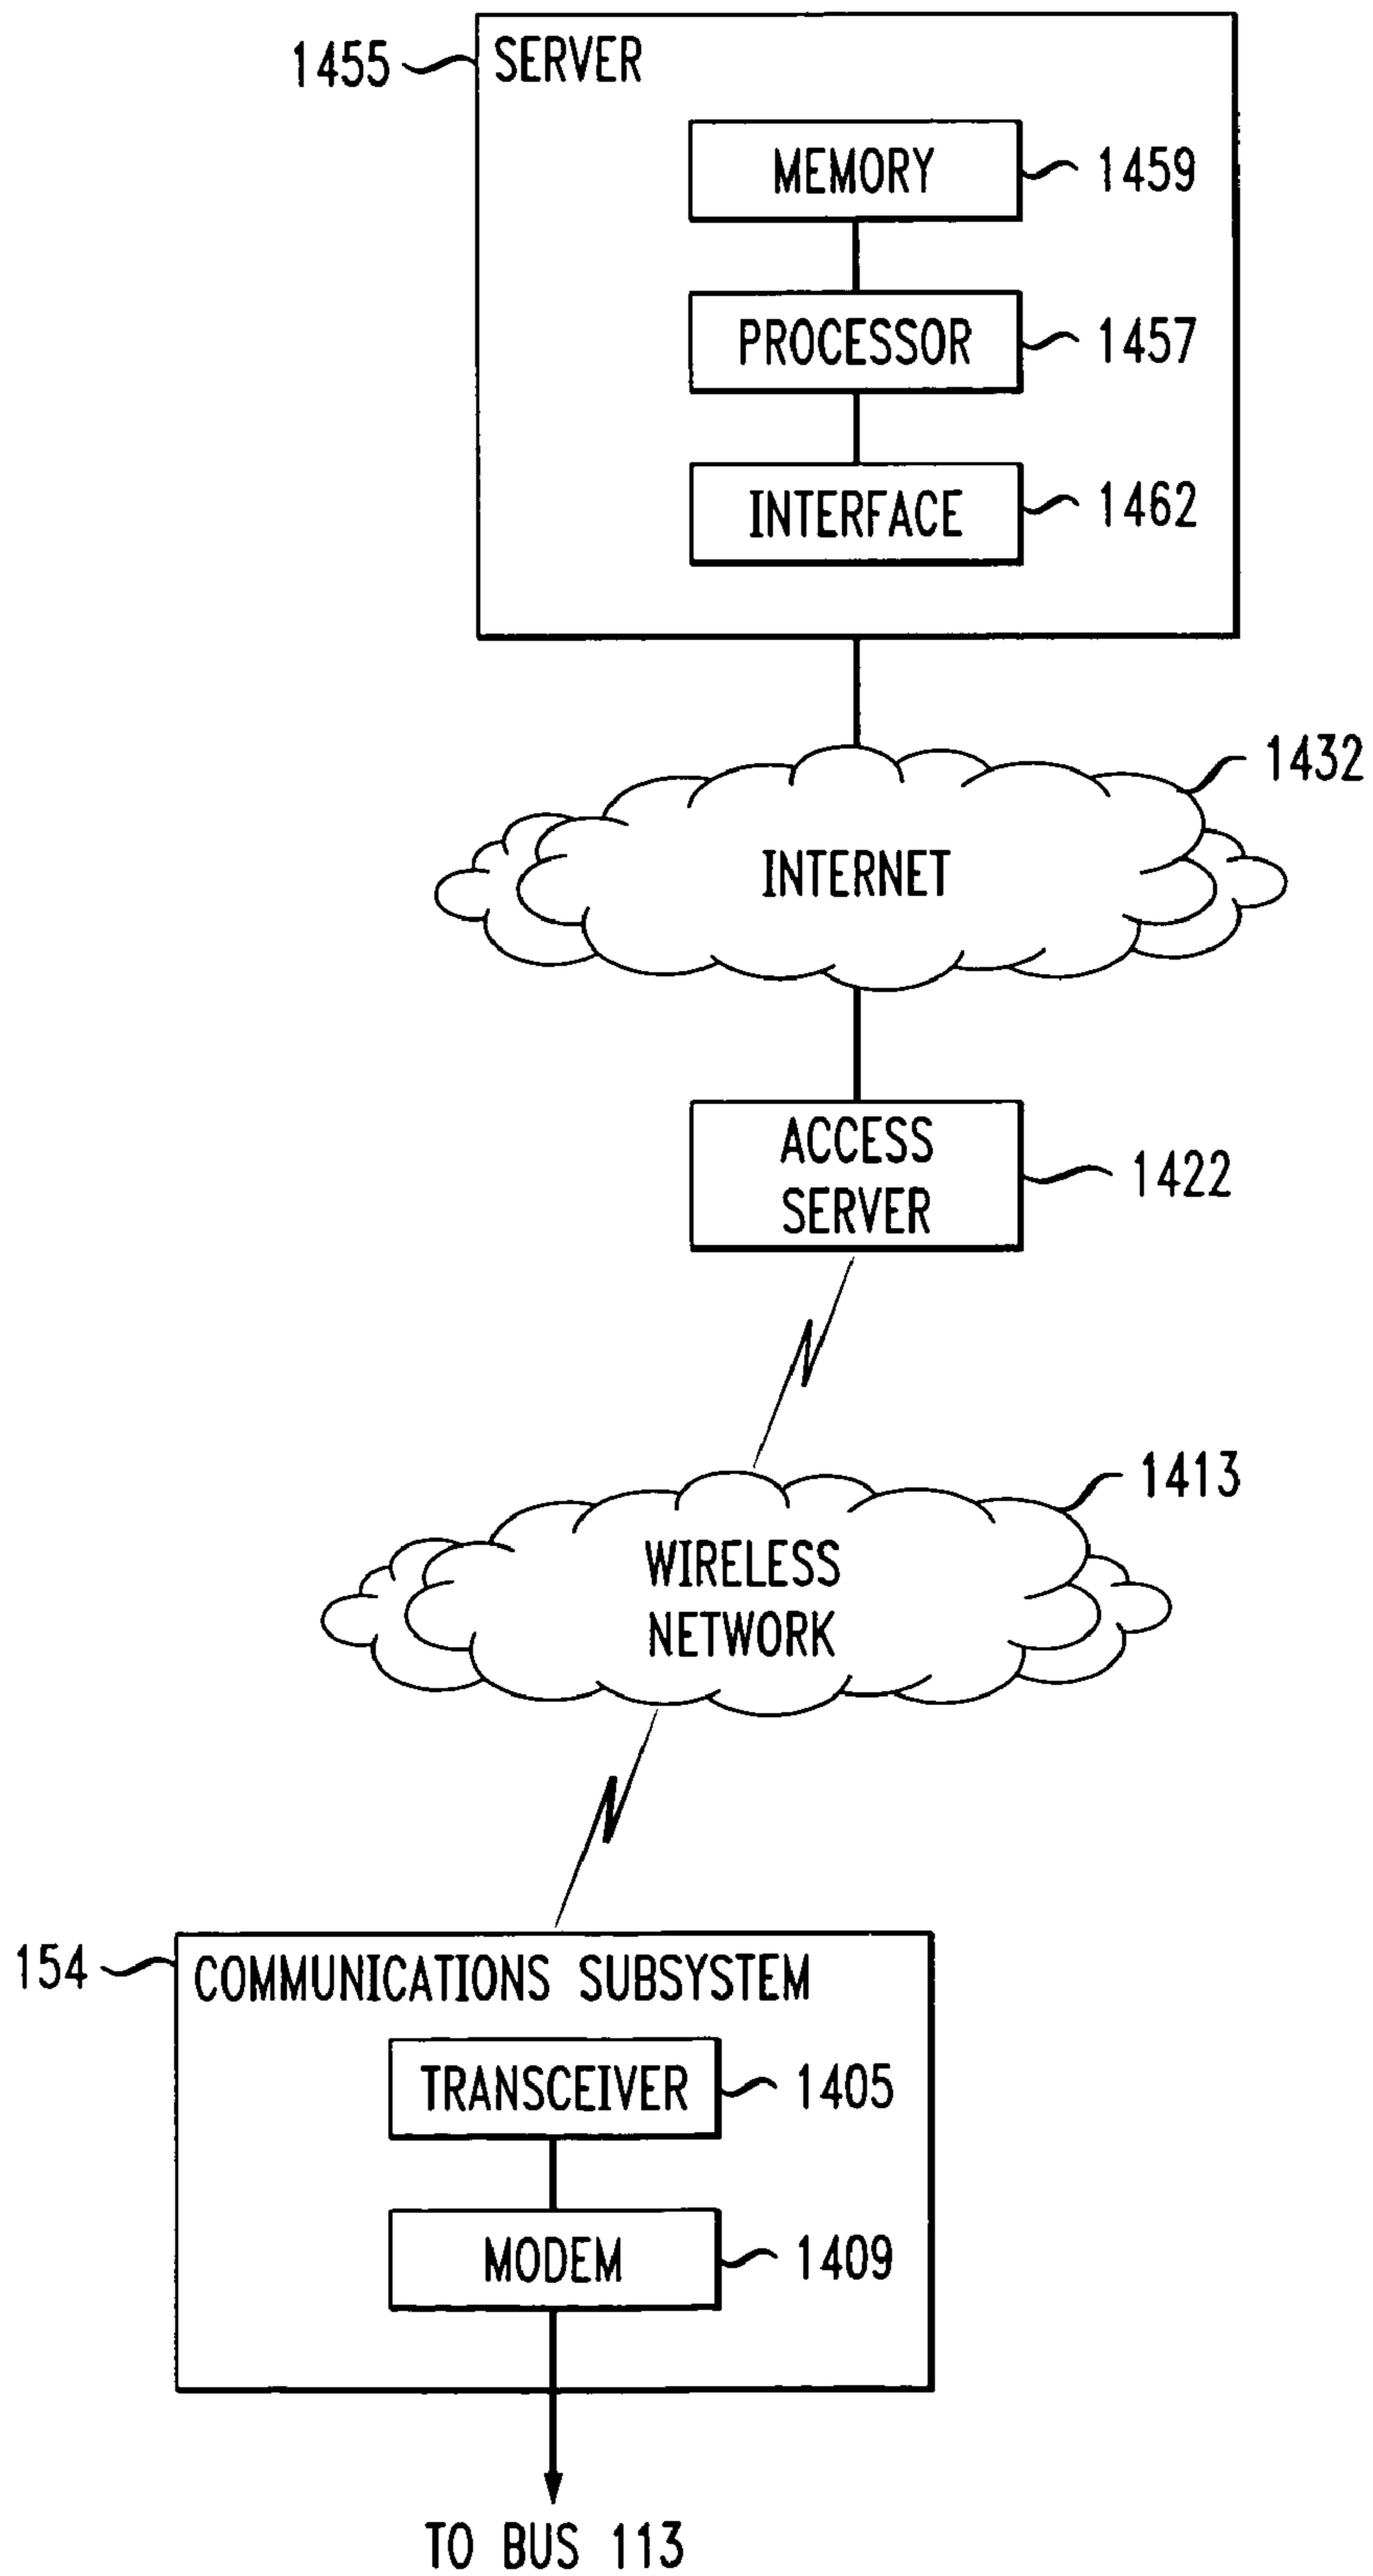 1455
SERVER
MEMORY
1459
PROCESSOR
1457
INTERFACE
1462
1432
INTERNET
ACCESS
SERVER
1422
1413
WIRELESS
NETWORK
154
COMMUNICATIONS SUBSYSTEM
TRANSCEIVER
1405
MODEM
1409
TO BUS 113